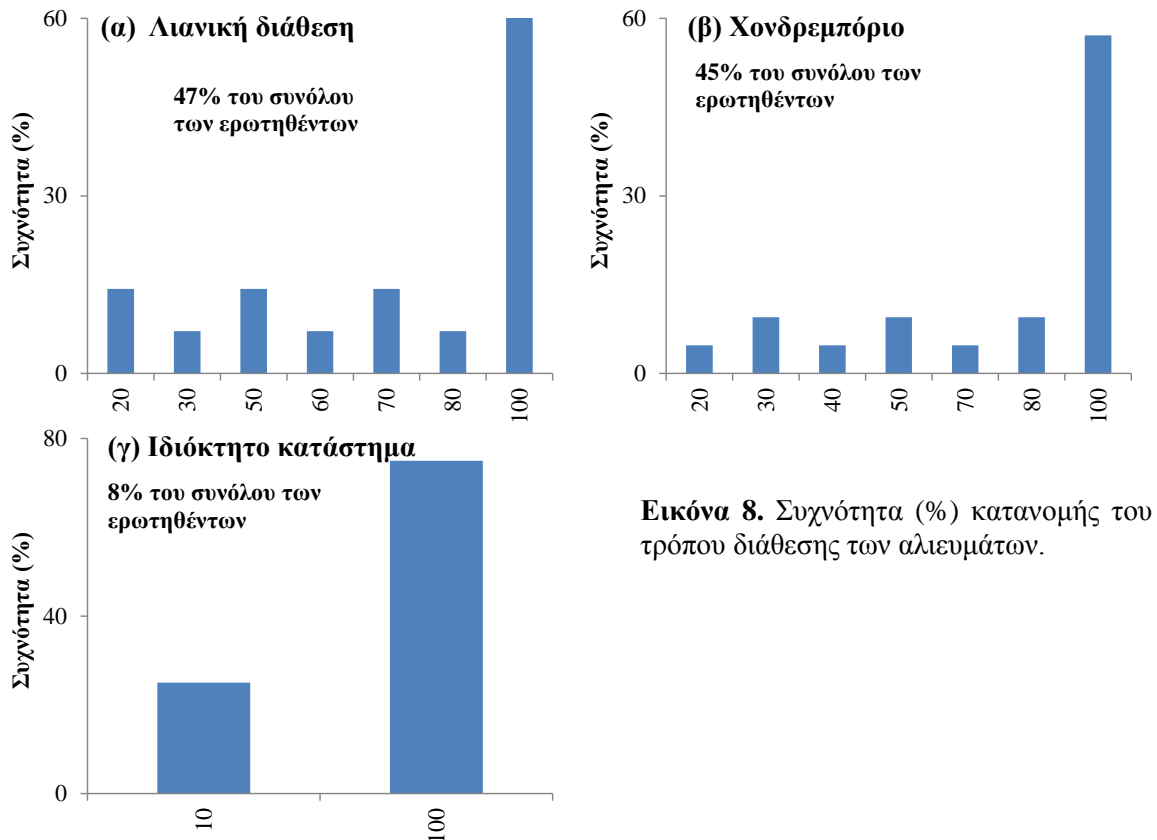 (α) Λιανική διάθεση
47% του συνόλου
των ερωτηθέντων
Συχνότητα (%)
60
30
0
20
30
50
60
70
80
100
(β) Χονδρεμπόριο
45% του συνόλου των
ερωτηθέντων
Συχνότητα (%)
60
30
0
20
30
40
50
70
80
100
(γ) Ιδιόκτητο κατάστημα
8% του συνόλου των
ερωτηθέντων
Συχνότητα (%)
80
40
0
10
100
Εικόνα 8. Συχνότητα (%) κατανομής του
τρόπου διάθεσης των αλιευμάτων.